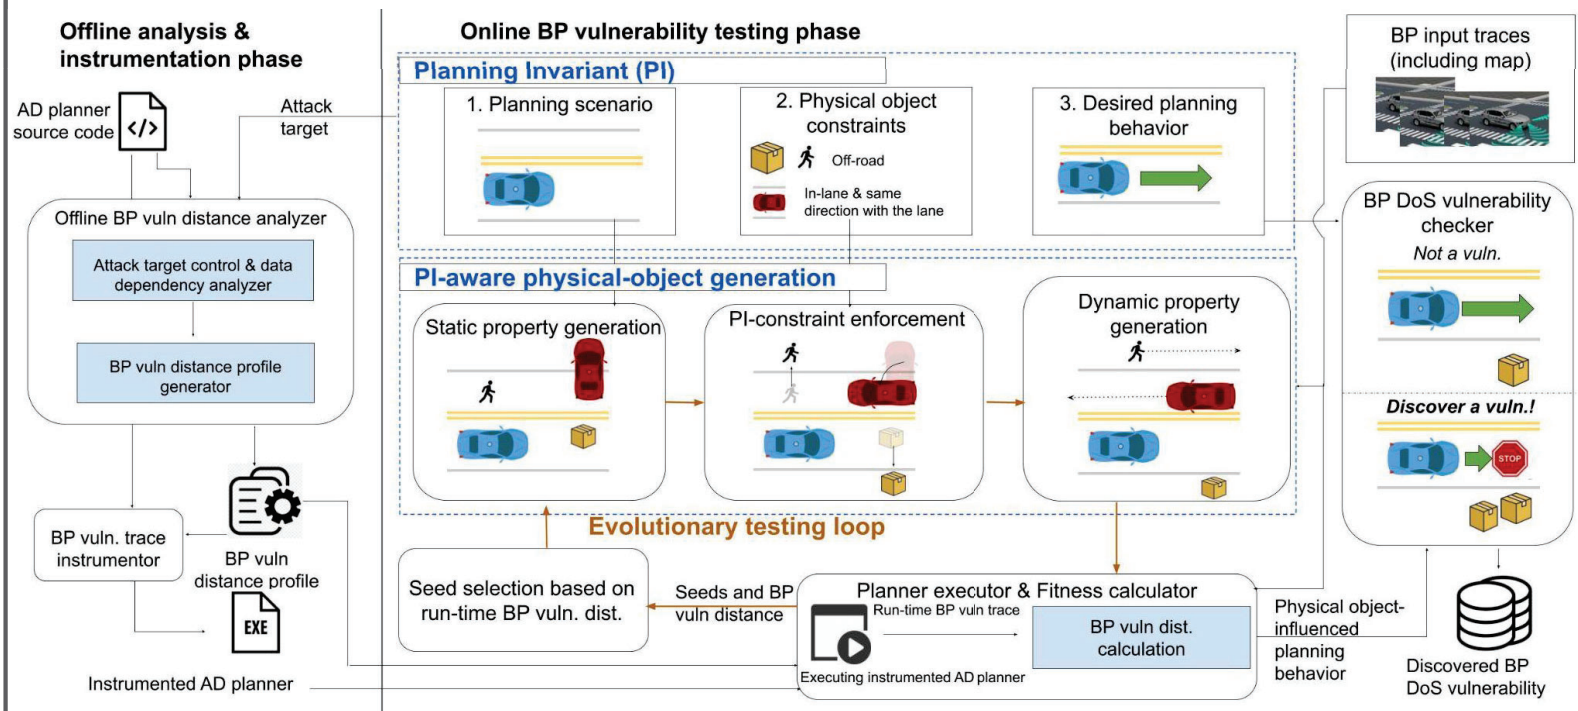 Offline analysis &
instrumentation phase
AD planner
source code
</>
Attack
target
Offline BP vuln distance analyzer
Attack target control & data
dependency analyzer
BP vuln distance profile
generator
BP vuln. trace
instrumentor
BP vuln
distance profile
EXE
Instrumented AD planner
Online BP vulnerability testing phase
Planning Invariant (PI)
1. Planning scenario
2. Physical object
constraints
Off-road
In-lane & same
direction with the lane
3. Desired planning
behavior
PI-aware physical-object generation
Static property generation
PI-constraint enforcement
Dynamic property
generation
Evolutionary testing loop
Seed selection based on
run-time BP vuln. dist.
Seeds and BP
vuln distance
Planner executor & Fitness calculator
Run-time BP vuln trace
Executing instrumented AD planner
BP vuln dist.
calculation
Physical object-
influenced
planning
behavior
BP input traces
(including map)
BP DoS vulnerability
checker
Not a vuln.
Discover a vuln.!
STOP
Discovered BP
DoS vulnerability